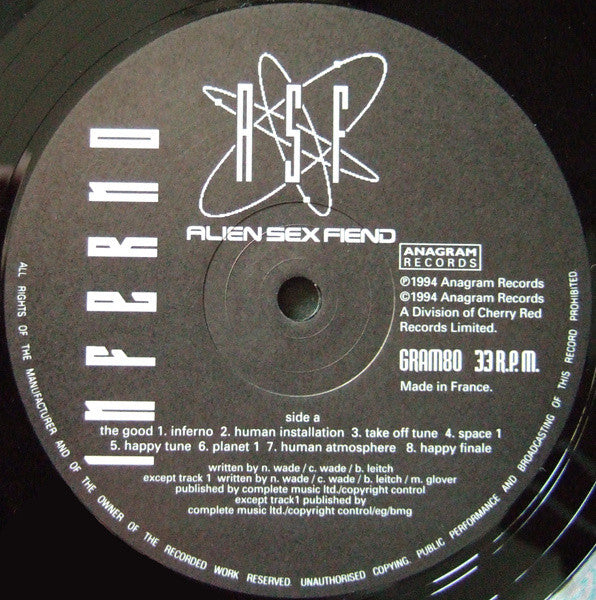 ASF
ALIEN SEX FIEND
INFERNO
ANAGRAM
RECORDS
℗1994 Anagram Records
©1994 Anagram Records
A Division of Cherry Red
Records Limited.
GRAM80 33 R.P.M.
Made in France.
side a
the good 1. inferno 2. human installation 3. take off tune 4. space 1
5. happy tune 6. planet 1 7. human atmosphere 8. happy finale
written by n. wade / c. wade / b. leitch
except track 1 written by n. wade / c. wade / b. leitch / m. glover
published by complete music ltd./copyright control
except track1 published by
complete music ltd./copyright control/eg/bmg
ALL RIGHTS OF THE MANUFACTURER AND OF THE OWNER OF THE RECORDED WORK RESERVED. UNAUTHORISED COPYING, PUBLIC PERFORMANCE AND BROADCASTING OF THIS RECORD PROHIBITED